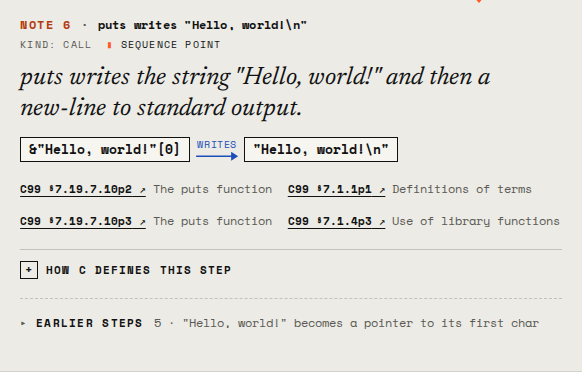 NOTE 6 · puts writes "Hello, world!\n"
KIND: CALL SEQUENCE POINT
puts writes the string "Hello, world!" and then a
new-line to standard output.
&"Hello, world!"[0] WRITES "Hello, world!\n"
C99 §7.19.7.10p2 ↗ The puts function C99 §7.1.1p1 ↗ Definitions of terms
C99 §7.19.7.10p3 ↗ The puts function C99 §7.1.4p3 ↗ Use of library functions
+ HOW C DEFINES THIS STEP
▸ EARLIER STEPS 5 · "Hello, world!" becomes a pointer to its first char